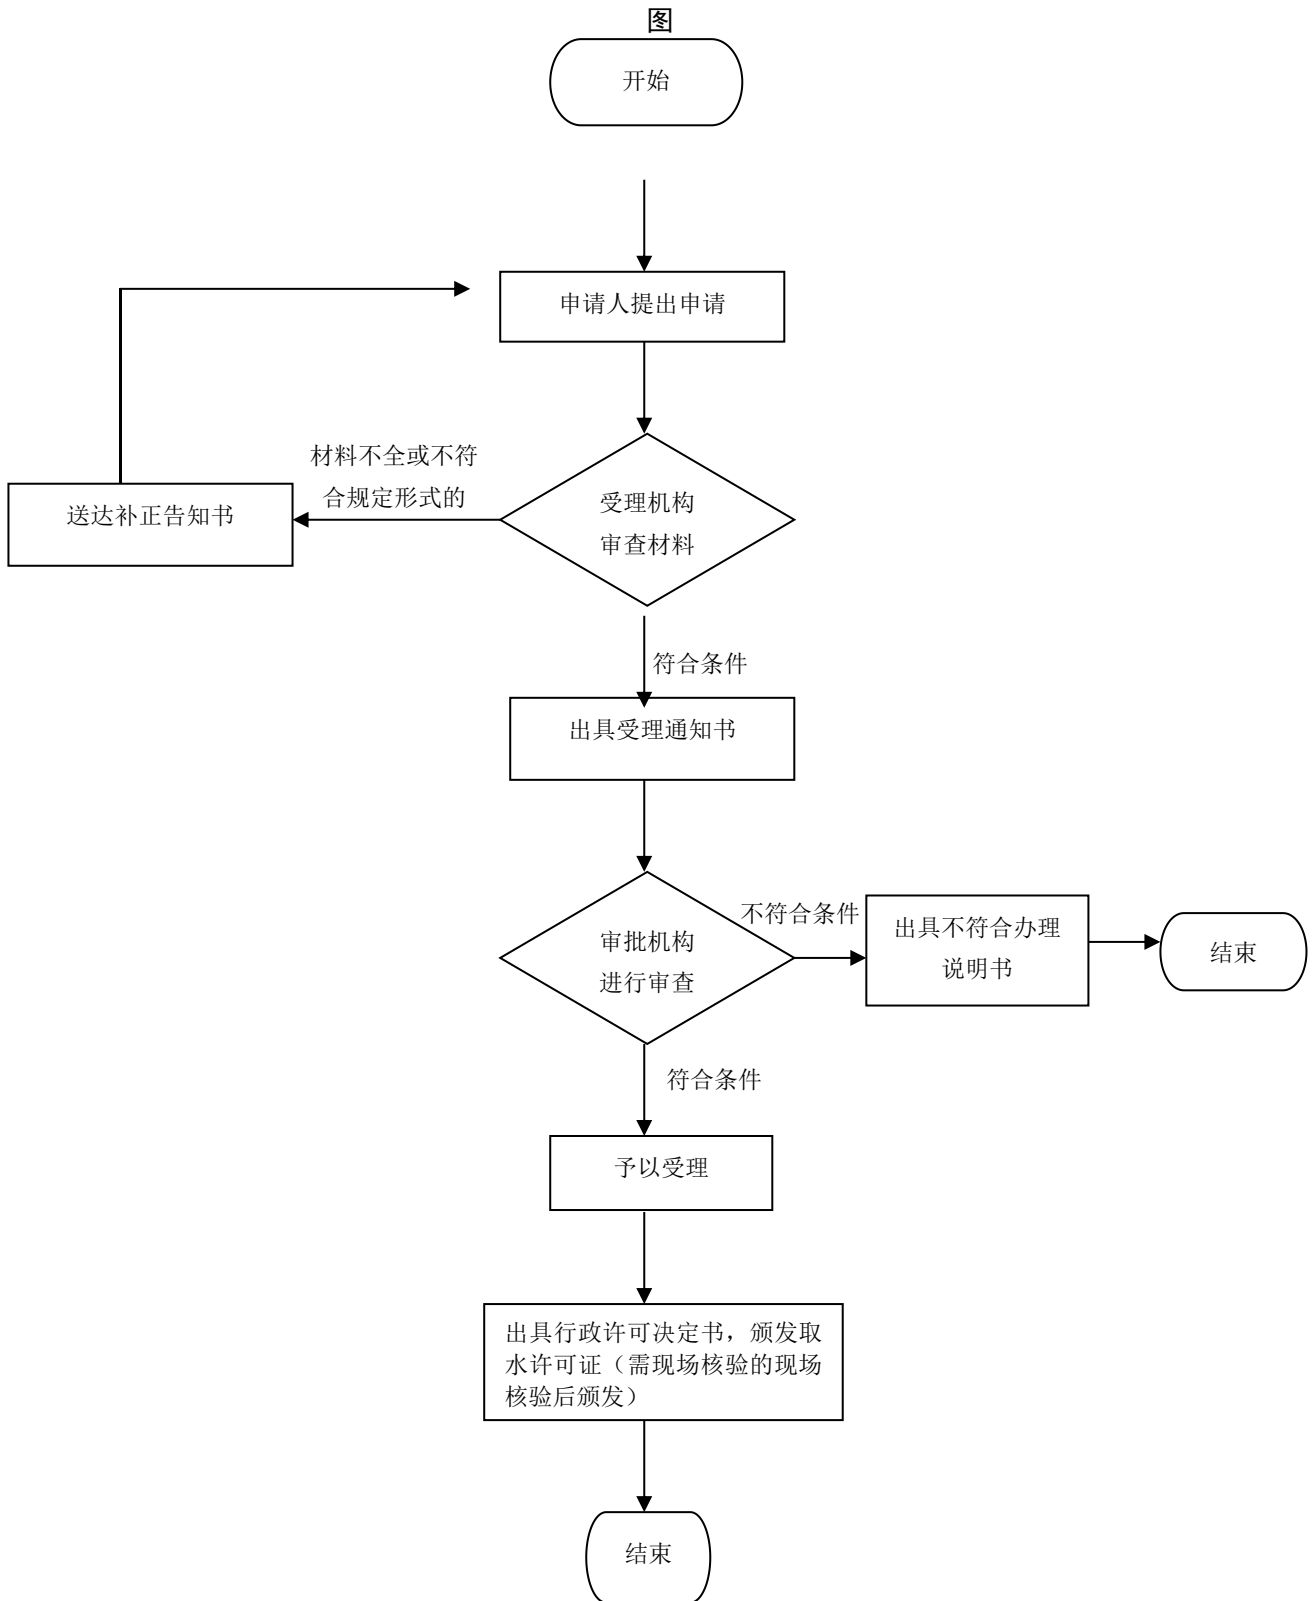 图
开始
申请人提出申请
材料不全或不符
合规定形式的
送达补正告知书
受理机构
审查材料
符合条件
出具受理通知书
审批机构
进行审查
不符合条件
出具不符合办理
说明书
结束
符合条件
予以受理
出具行政许可决定书，颁发取
水许可证（需现场核验的现场
核验后颁发）
结束